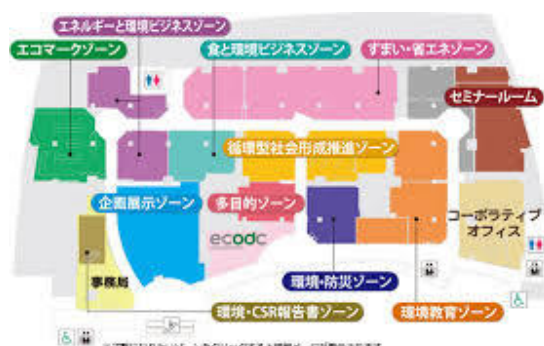 エネルギーと環境ビジネスゾーン
エコマークゾーン
食と環境ビジネスゾーン
すまい・省エネゾーン
セミナールーム
循環型社会形成推進ゾーン
企画展示ゾーン
多目的ゾーン
コーポラティブ
オフィス
ecodc
環境・防災ゾーン
事務局
環境・CSR報告書ゾーン
環境教育ゾーン